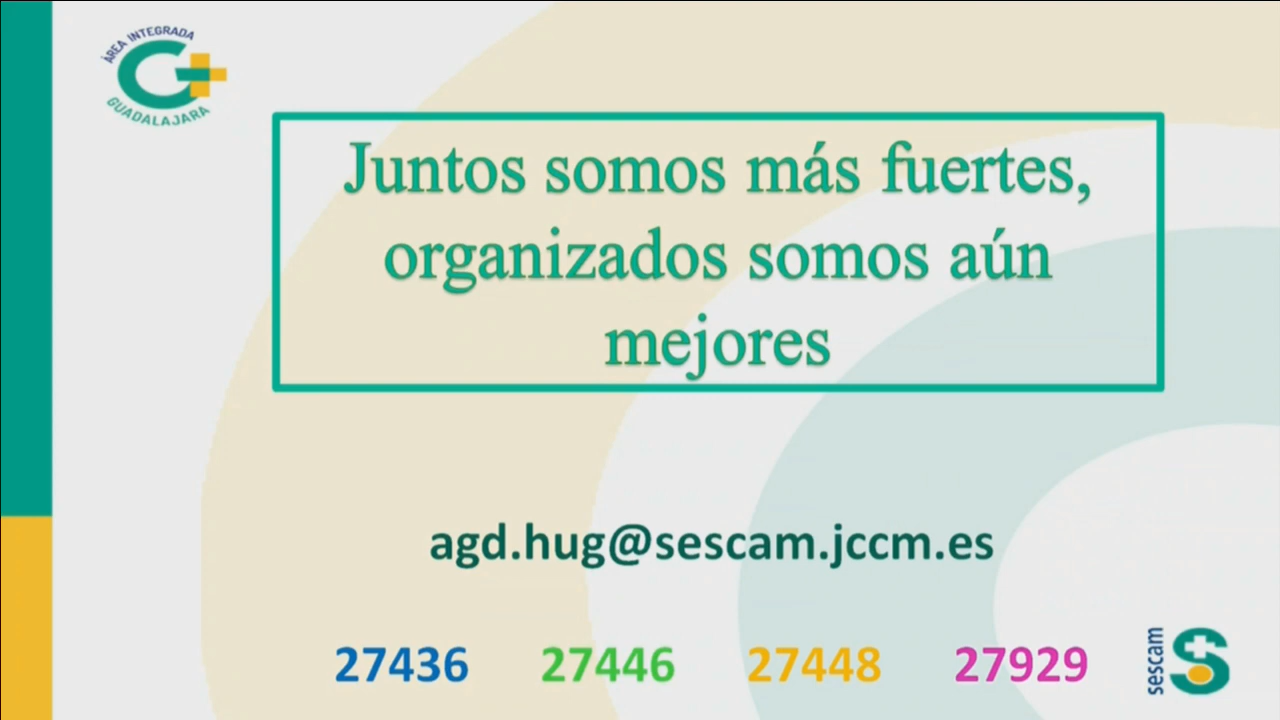 ÁREA INTEGRADA
GUADALAJARA
Juntos somos más fuertes,
organizados somos aún
mejores
agd.hug@sescam.jccm.es
27436 27446 27448 27929
sescam